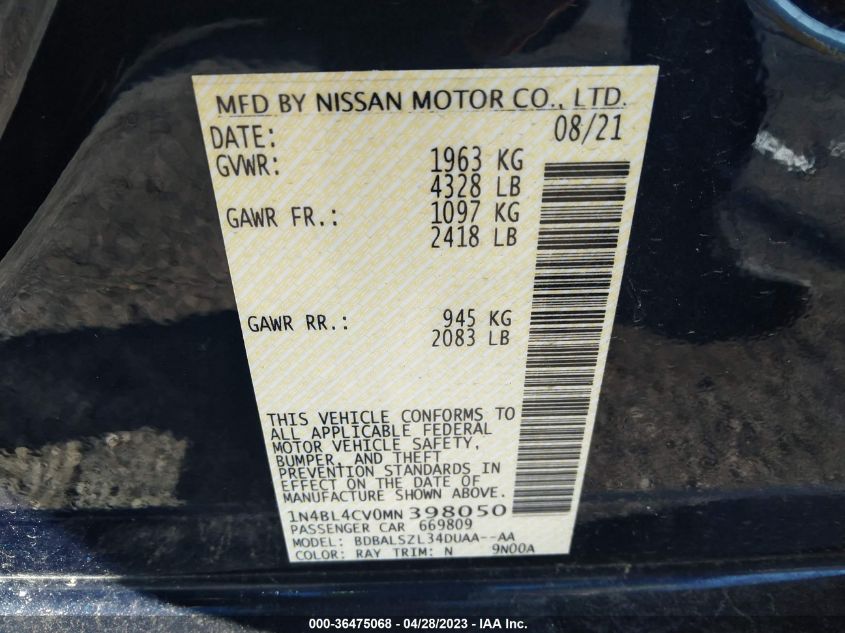 MFD BY NISSAN MOTOR CO., LTD.
DATE: 08/21
GVWR: 1963 KG
4328 LB
GAWR FR.: 1097 KG
2418 LB
GAWR RR.: 945 KG
2083 LB
THIS VEHICLE CONFORMS TO
ALL APPLICABLE FEDERAL
MOTOR VEHICLE SAFETY,
BUMPER, AND THEFT
PREVENTION STANDARDS IN
EFFECT ON THE DATE OF
MANUFACTURE SHOWN ABOVE.
1N4BL4CV0MN398050
PASSENGER CAR 669809
MODEL: BDBALSZL34DUAA--AA
COLOR: RAY TRIM: N 9N00A
000-36475068 - 04/28/2023 - IAA Inc.